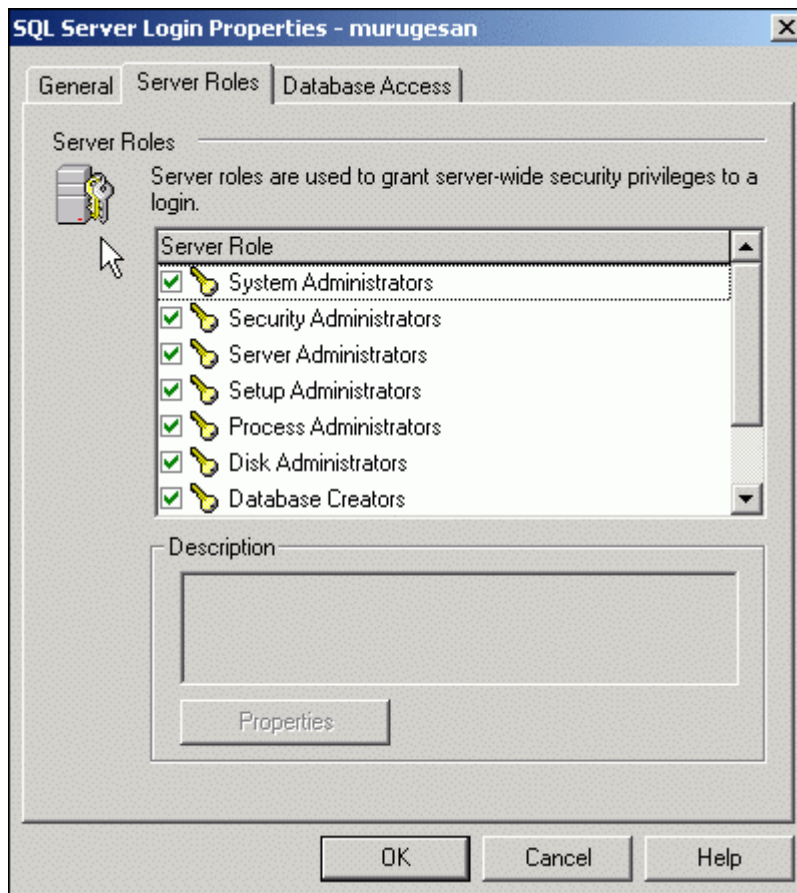 SQL Server Login Properties - murugesan
General
Server Roles
Database Access
Server Roles
Server roles are used to grant server-wide security privileges to a
login.
Server Role
System Administrators
Security Administrators
Server Administrators
Setup Administrators
Process Administrators
Disk Administrators
Database Creators
Description
Properties
OK
Cancel
Help